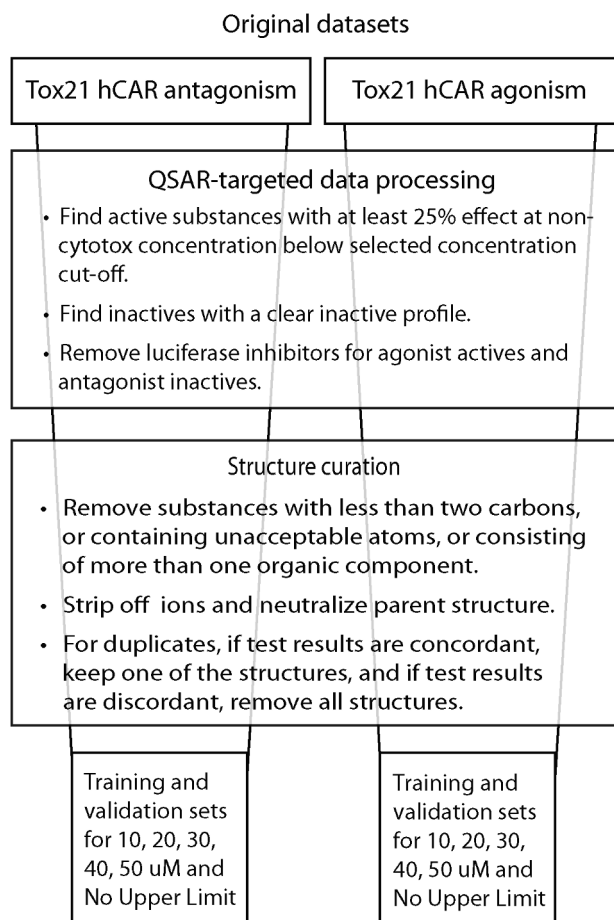 Original datasets
Tox21 hCAR antagonism
Tox21 hCAR agonism
QSAR-targeted data processing
• Find active substances with at least 25% effect at non-
cytotox concentration below selected concentration
cut-off.
• Find inactives with a clear inactive profile.
• Remove luciferase inhibitors for agonist actives and
antagonist inactives.
Structure curation
• Remove substances with less than two carbons,
or containing unacceptable atoms, or consisting
of more than one organic component.
• Strip off ions and neutralize parent structure.
• For duplicates, if test results are concordant,
keep one of the structures, and if test results
are discordant, remove all structures.
Training and
validation sets
for 10, 20, 30,
40, 50 uM and
No Upper Limit
Training and
validation sets
for 10, 20, 30,
40, 50 uM and
No Upper Limit